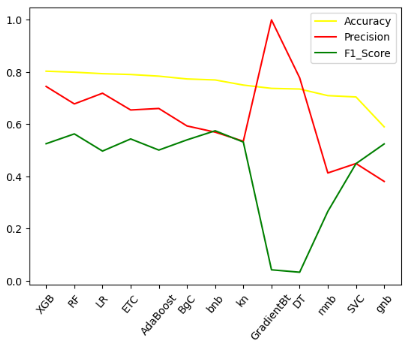 Accuracy
Precision
F1_Score
1.0
0.8
0.6
0.4
0.2
0.0
XGB
RF
LR
ETC
AdaBoost
BgC
bnb
kn
GradientBt
DT
mnb
SVC
gnb